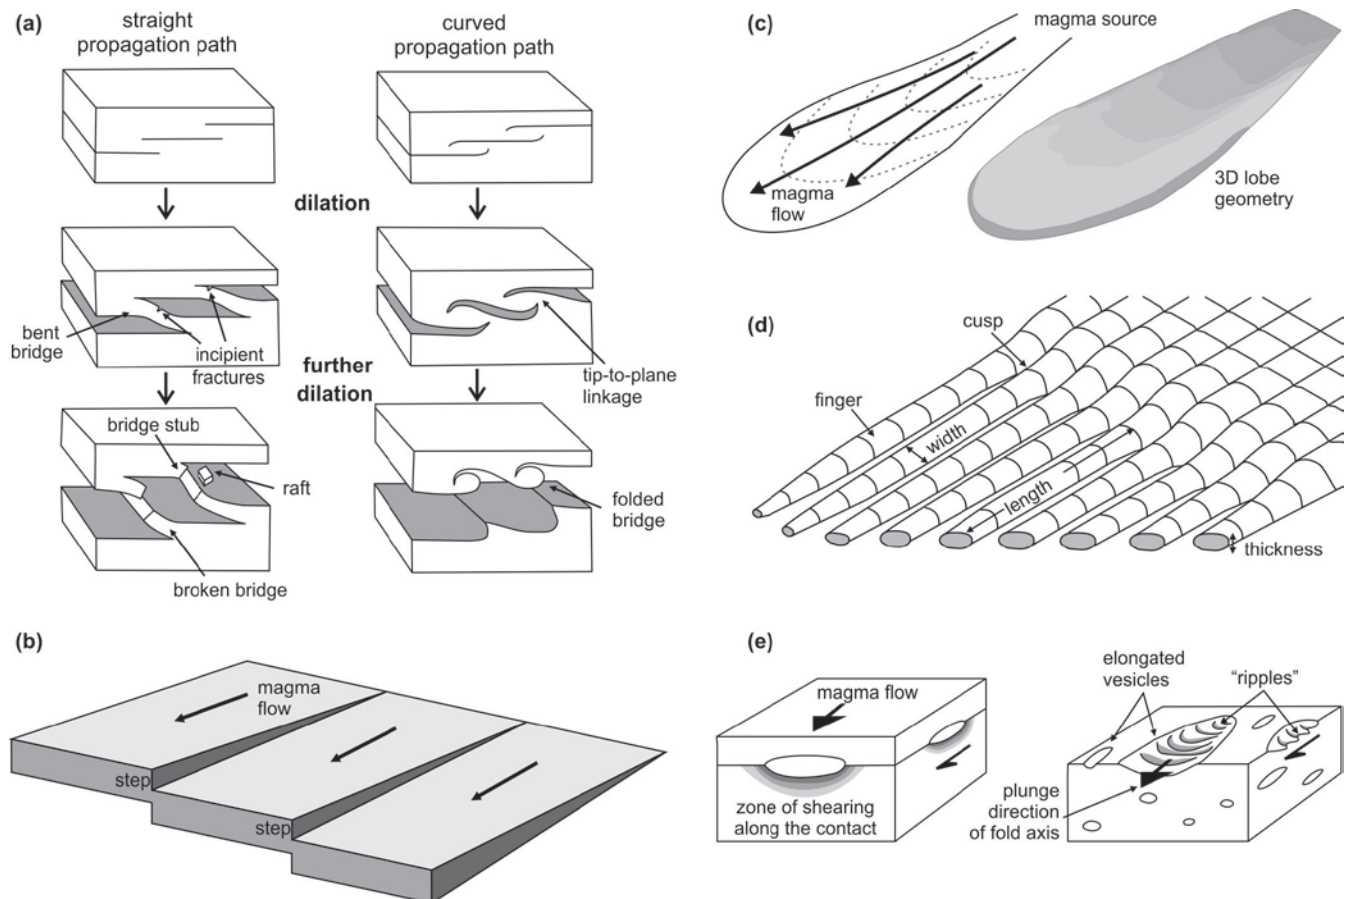 (a)
straight
propagation path
curved
propagation path
dilation
bent
bridge
incipient
fractures
further
dilation
tip-to-plane
linkage
bridge stub
raft
broken bridge
folded
bridge
(b)
magma
flow
step
step
(c)
magma source
magma
flow
3D lobe
geometry
(d)
cusp
finger
width
length
thickness
(e)
magma flow
zone of shearing
along the contact
elongated
vesicles
“ripples”
plunge
direction
of fold axis